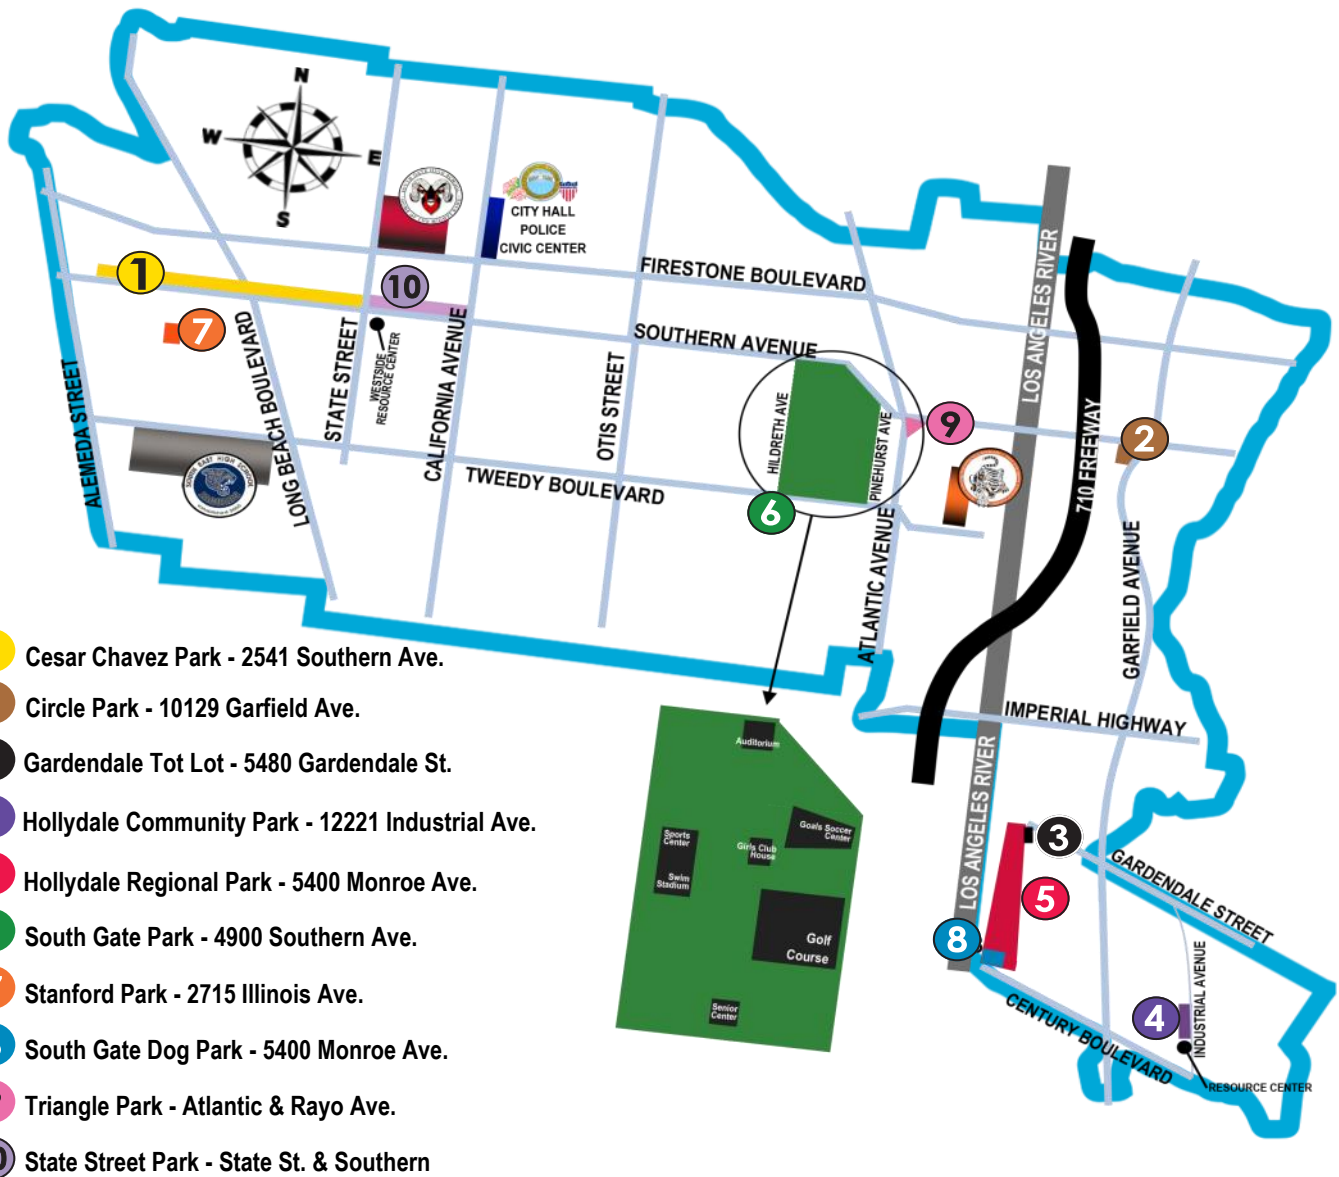 N
W
E
S
CITY HALL
POLICE
CIVIC CENTER
1
10
7
FIRESTONE BOULEVARD
SOUTHERN AVENUE
LOS ANGELES RIVER
ALEMEDA STREET
LONG BEACH BOULEVARD
STATE STREET
WESTSIDE
RESOURCE CENTER
CALIFORNIA AVENUE
OTIS STREET
TWEEDY BOULEVARD
HILDRETH AVE
PINEHURST AVE
9
6
2
710 FREEWAY
ATLANTIC AVENUE
GARFIELD AVENUE
IMPERIAL HIGHWAY
LOS ANGELES RIVER
3
5
8
4
GARDENDALE STREET
INDUSTRIAL AVENUE
CENTURY BOULEVARD
RESOURCE CENTER
Auditorium
Sports
Center
Swim
Stadium
Girls Club
House
Goals Soccer
Center
Golf
Course
Senior
Center
Cesar Chavez Park - 2541 Southern Ave.
Circle Park - 10129 Garfield Ave.
Gardendale Tot Lot - 5480 Gardendale St.
Hollydale Community Park - 12221 Industrial Ave.
Hollydale Regional Park - 5400 Monroe Ave.
South Gate Park - 4900 Southern Ave.
Stanford Park - 2715 Illinois Ave.
South Gate Dog Park - 5400 Monroe Ave.
Triangle Park - Atlantic & Rayo Ave.
State Street Park - State St. & Southern